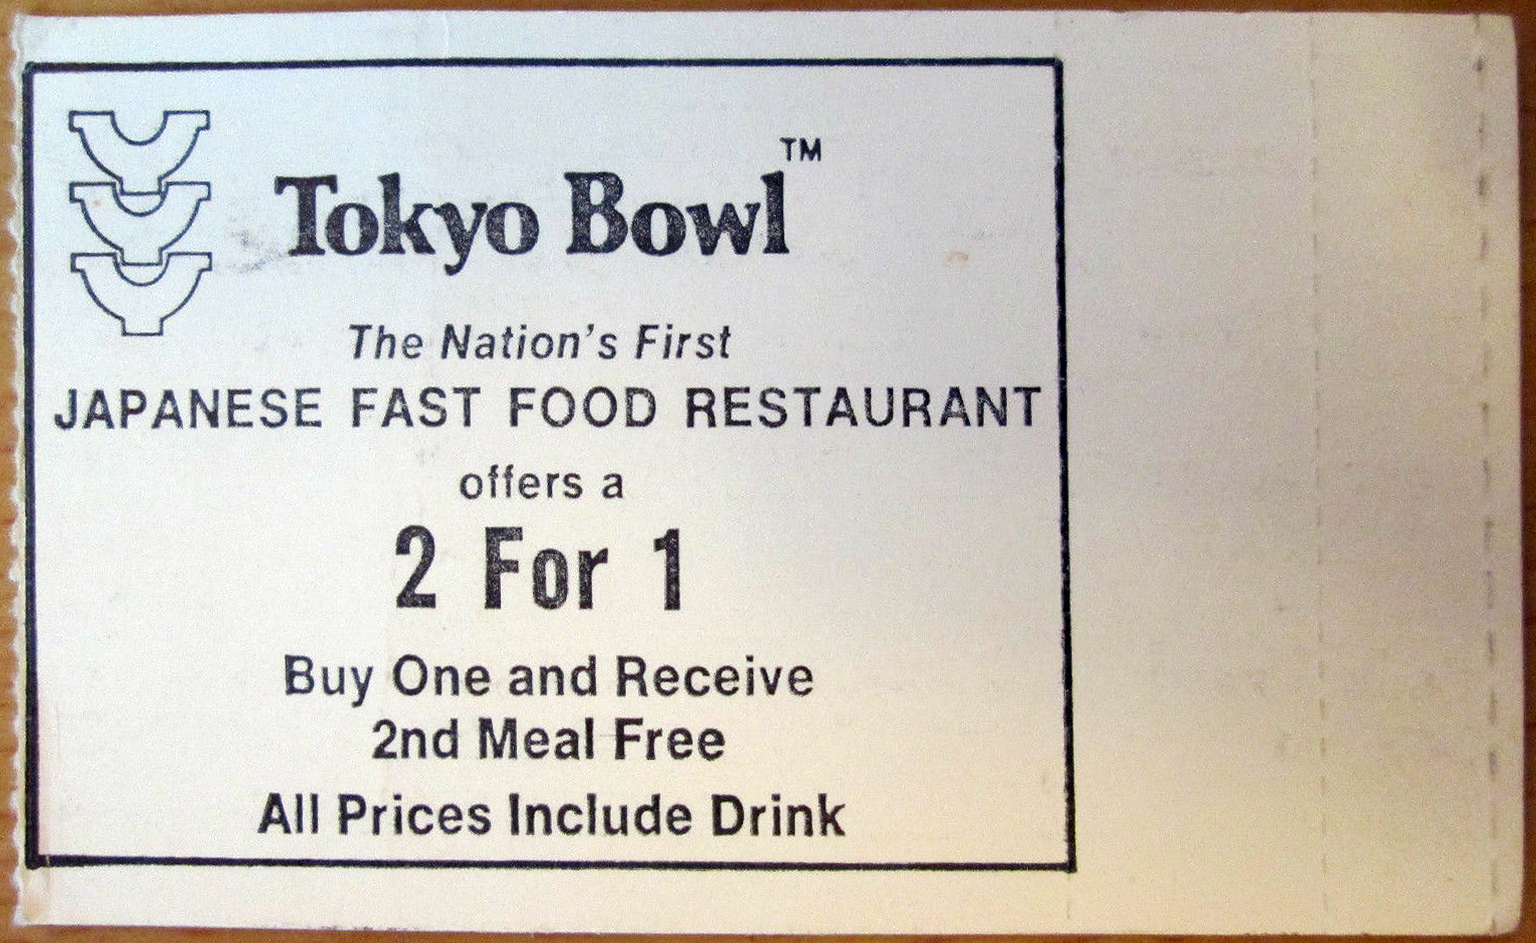 Tokyo Bowl™
The Nation's First
JAPANESE FAST FOOD RESTAURANT
offers a
2 For 1
Buy One and Receive
2nd Meal Free
All Prices Include Drink